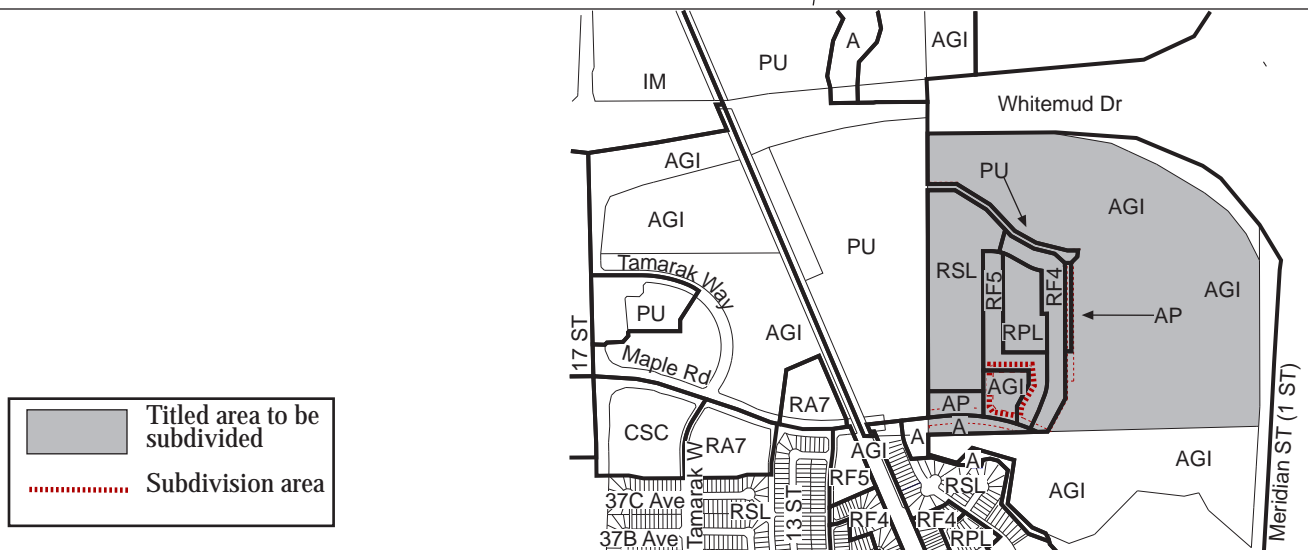 A
AGI
PU
IM
Whitemud Dr
AGI
PU
AGI
AGI
PU
RSL
RF5
RF4
AGI
Tamarak Way
PU
AGI
AP
17 ST
RPL
Maple Rd
AGI
RA7
AP
CSC
RA7
A
Titled area to be
subdivided
Subdivision area
Tamarak W
13 ST
AGI
A
A
AGI
RF5
RSL
AGI
37C Ave
RSL
RF4
RF4
37B Ave
RPL
Meridian ST (1 ST)